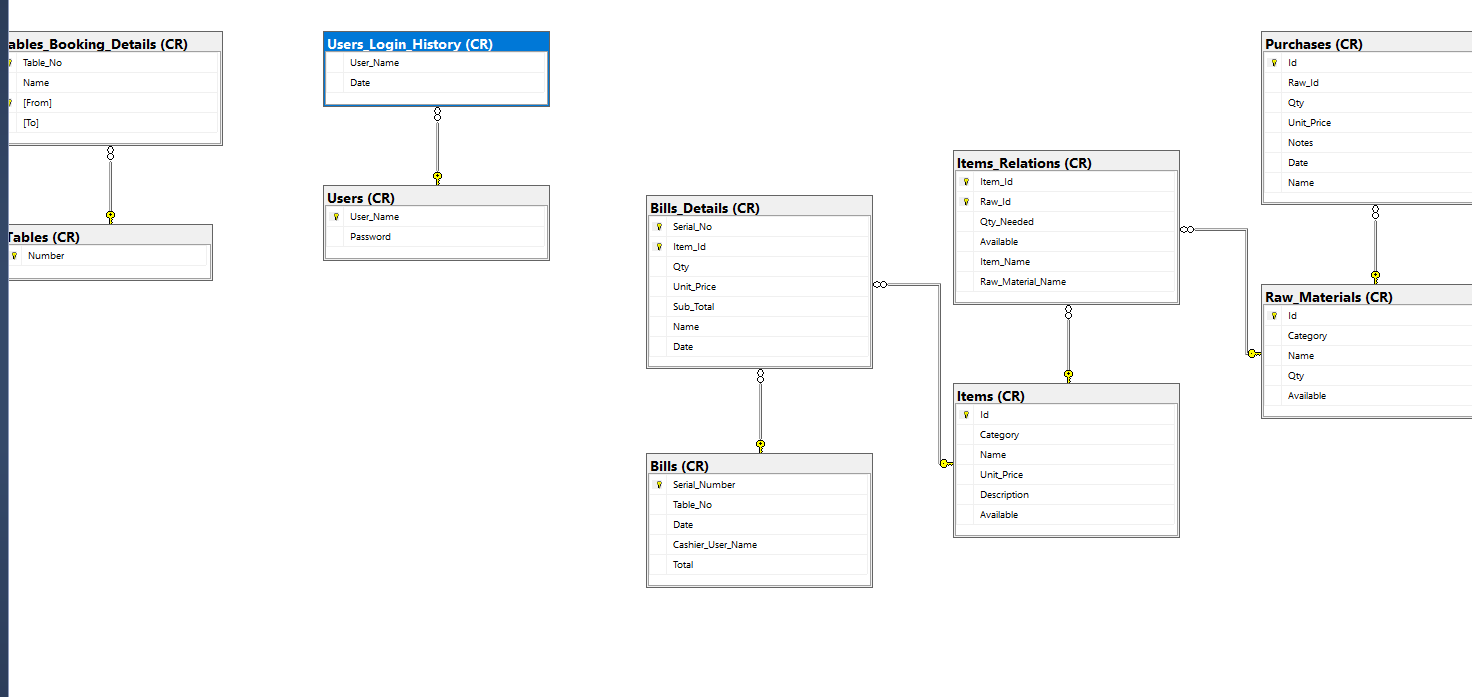 ables_Booking_Details (CR)
Table_No
Name
[From]
[To]
Tables (CR)
Number
Users_Login_History (CR)
User_Name
Date
Users (CR)
User_Name
Password
Bills_Details (CR)
Serial_No
Item_Id
Qty
Unit_Price
Sub_Total
Name
Date
Bills (CR)
Serial_Number
Table_No
Date
Cashier_User_Name
Total
Items_Relations (CR)
Item_Id
Raw_Id
Qty_Needed
Available
Item_Name
Raw_Material_Name
Items (CR)
Id
Category
Name
Unit_Price
Description
Available
Purchases (CR)
Id
Raw_Id
Qty
Unit_Price
Notes
Date
Name
Raw_Materials (CR)
Id
Category
Name
Qty
Available